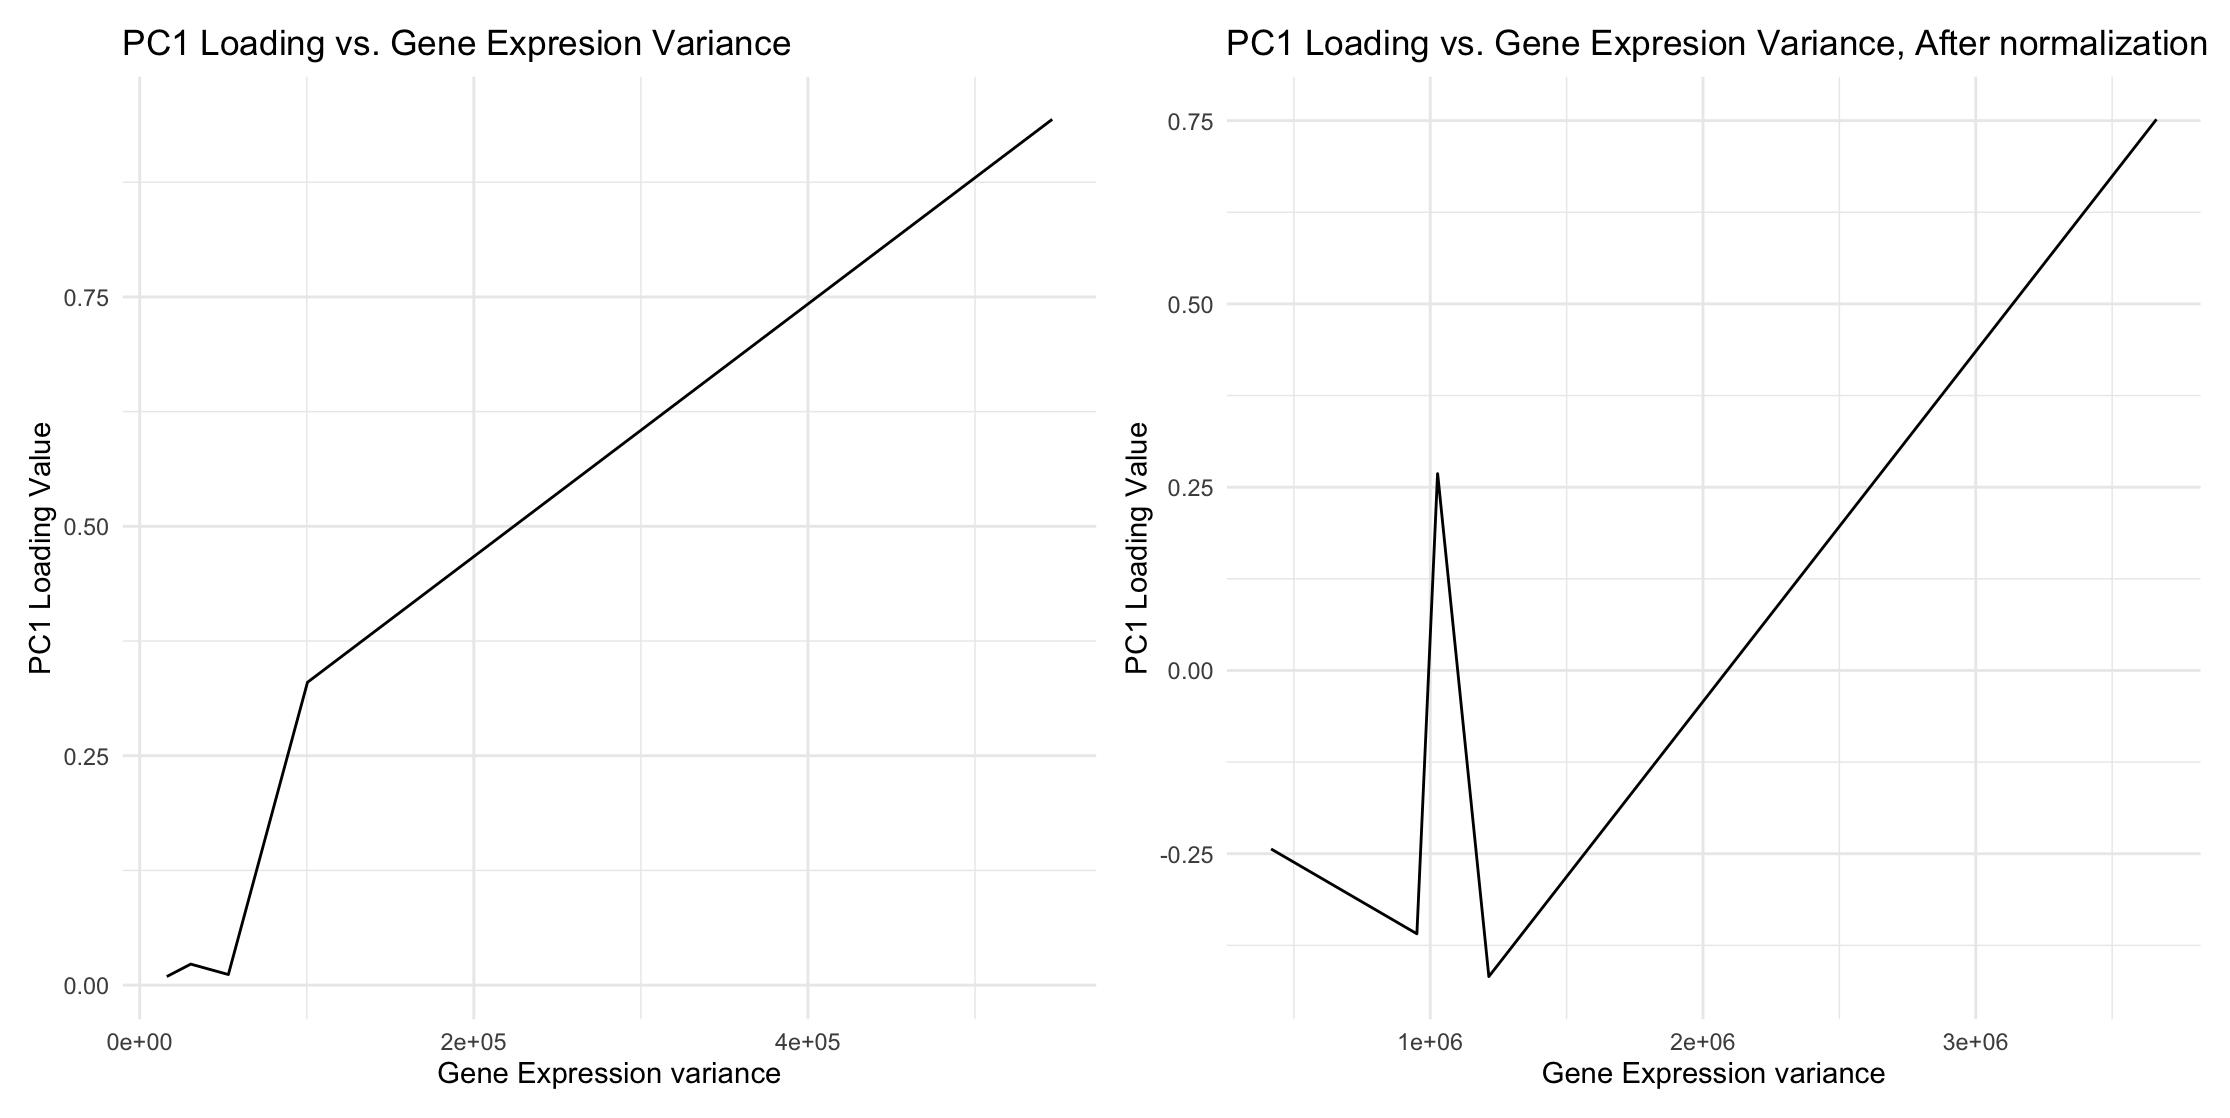 PC1 Loading vs. Gene Expresion Variance
PC1 Loading Value
0.75
0.50
0.25
0.00
0e+00
2e+05
4e+05
Gene Expression variance
PC1 Loading vs. Gene Expresion Variance, After normalization
PC1 Loading Value
0.75
0.50
0.25
0.00
-0.25
1e+06
2e+06
3e+06
Gene Expression variance